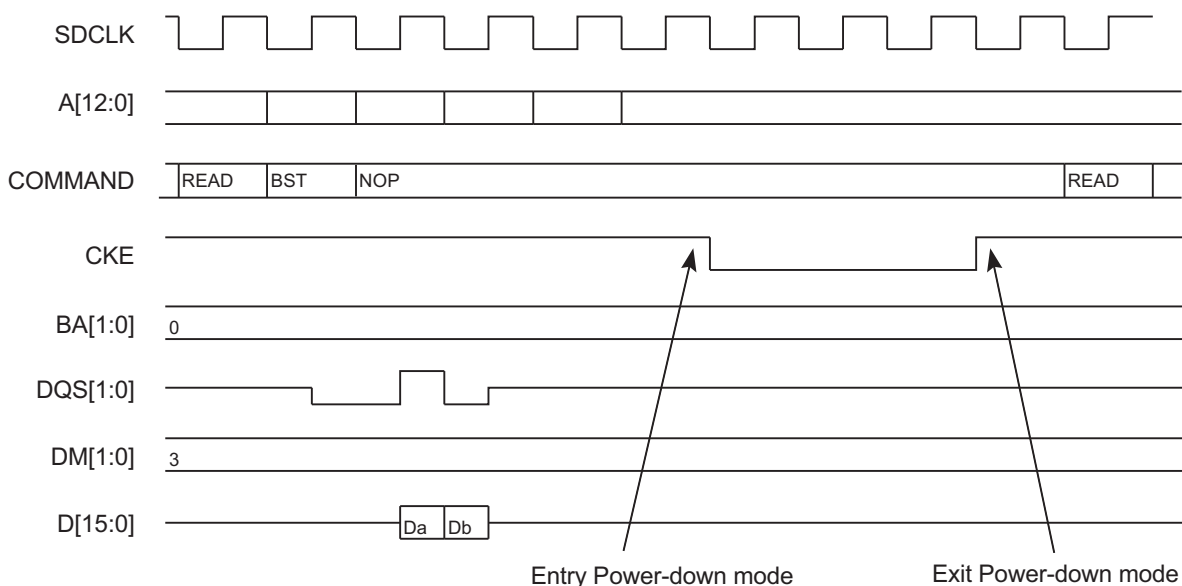 SDCLK
A[12:0]
COMMAND READ BST NOP READ
CKE
BA[1:0] 0
DQS[1:0]
DM[1:0] 3
D[15:0] Da Db
Entry Power-down mode Exit Power-down mode